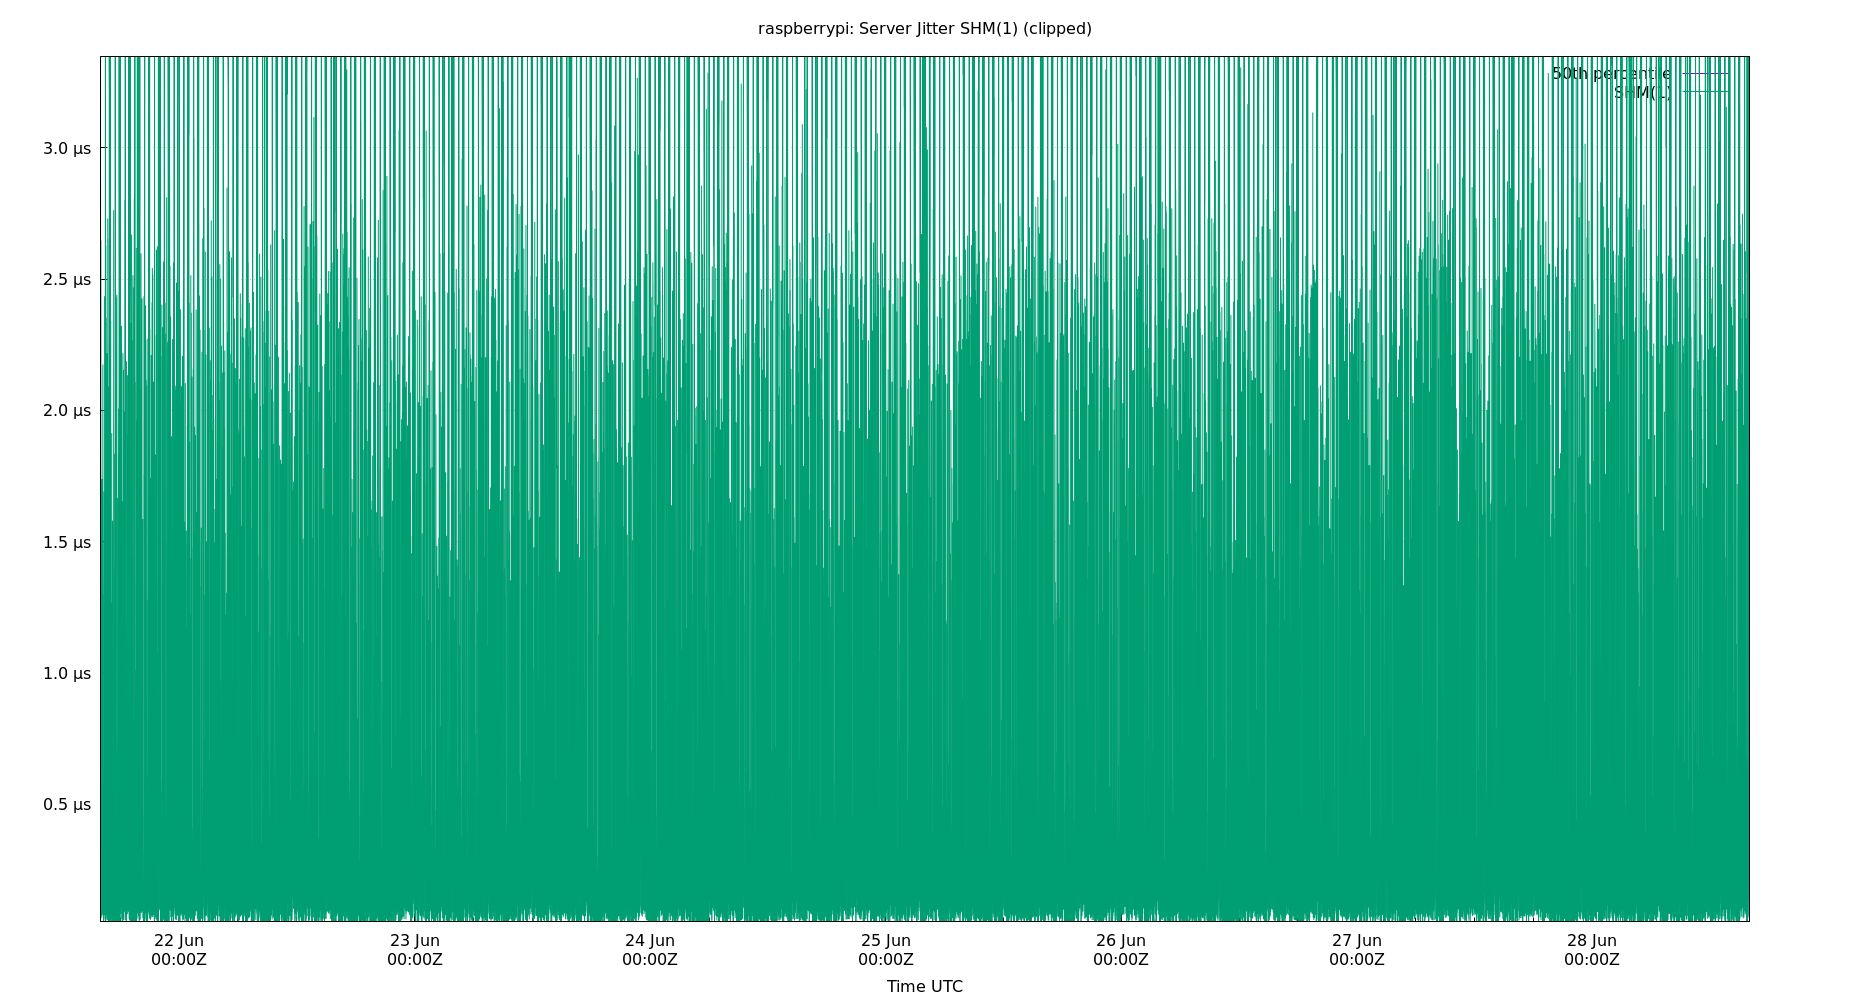 raspberrypi: Server Jitter SHM(1) (clipped)
50th percentile
SHM(1)
3.0 µs
2.5 µs
2.0 µs
1.5 µs
1.0 µs
0.5 µs
22 Jun 23 Jun 24 Jun 25 Jun 26 Jun 27 Jun 28 Jun
00:00Z 00:00Z 00:00Z 00:00Z 00:00Z 00:00Z 00:00Z
Time UTC